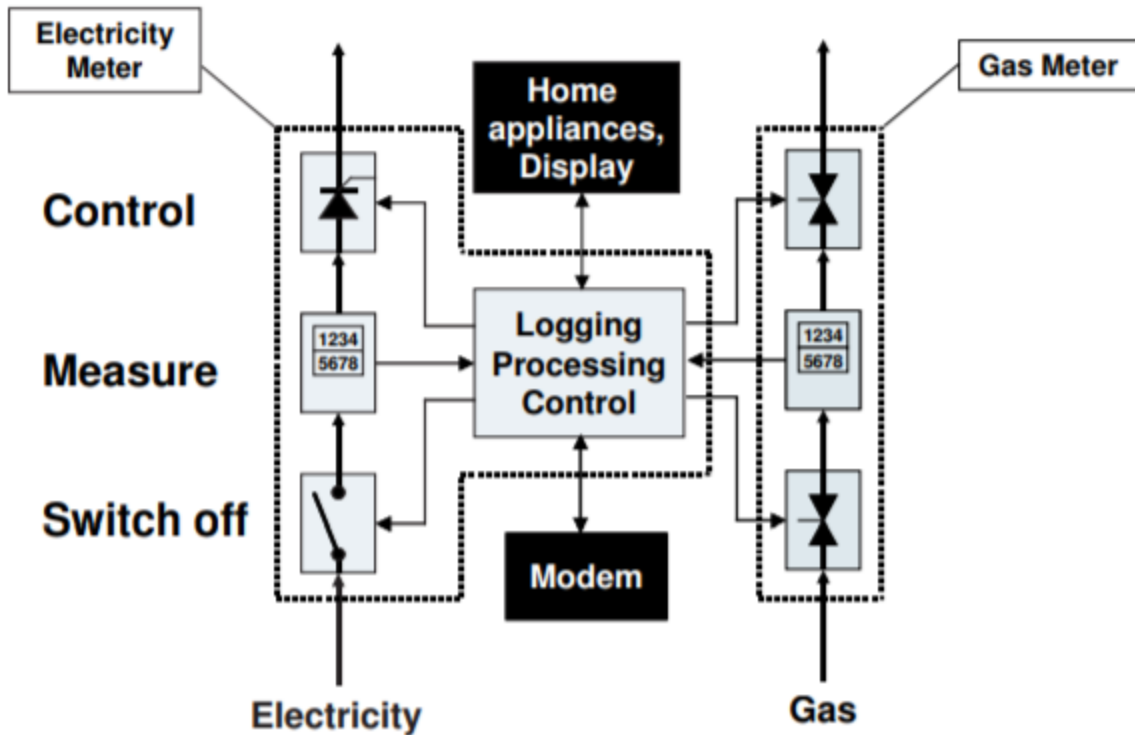 Electricity
Meter
Gas Meter
Home
appliances,
Display
Control
Logging
Processing
Control
1234
5678
1234
5678
Measure
Switch off
Modem
Electricity
Gas